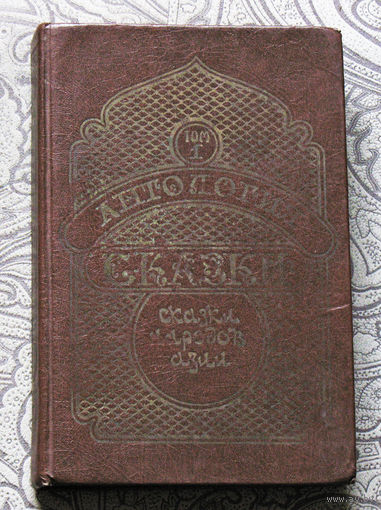 ТОМ
I
АНТОЛОГИЯ
СКАЗКИ
сказки
народов
азии